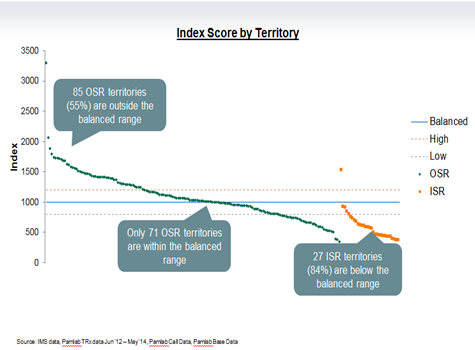 Index Score by Territory
3500
3000
2500
2000
1500
1000
500
0
Index
85 OSR territories
(55%) are outside the
balanced range
Only 71 OSR territories
are within the balanced
range
27 ISR territories
(84%) are below the
balanced range
Balanced
High
Low
OSR
ISR
Source: IMS data, Pamlab TRx data Jun'12 – May'14, Pamlab Call Data, Pamlab Base Data